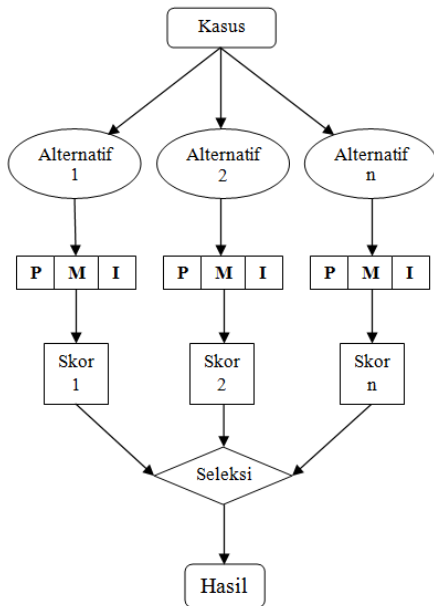 Kasus
Alternatif
1
Alternatif
2
Alternatif
n
P M I
P M I
P M I
Skor
1
Skor
2
Skor
n
Seleksi
Hasil